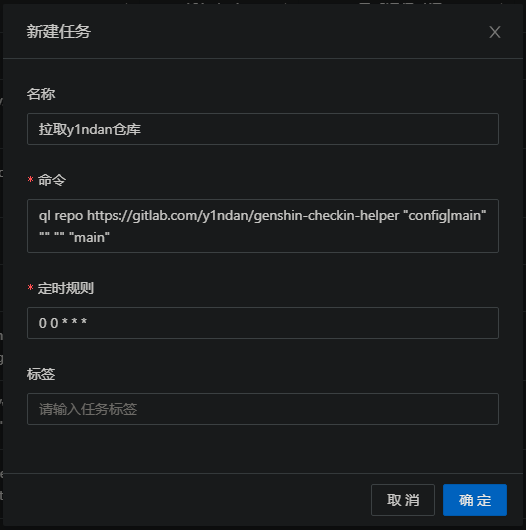 新建任务
名称
拉取y1ndan仓库
* 命令
ql repo https://gitlab.com/y1ndan/genshin-checkin-helper "config|main"
"" "" "main"
* 定时规则
0 0 * * *
标签
请输入任务标签
取 消
确 定